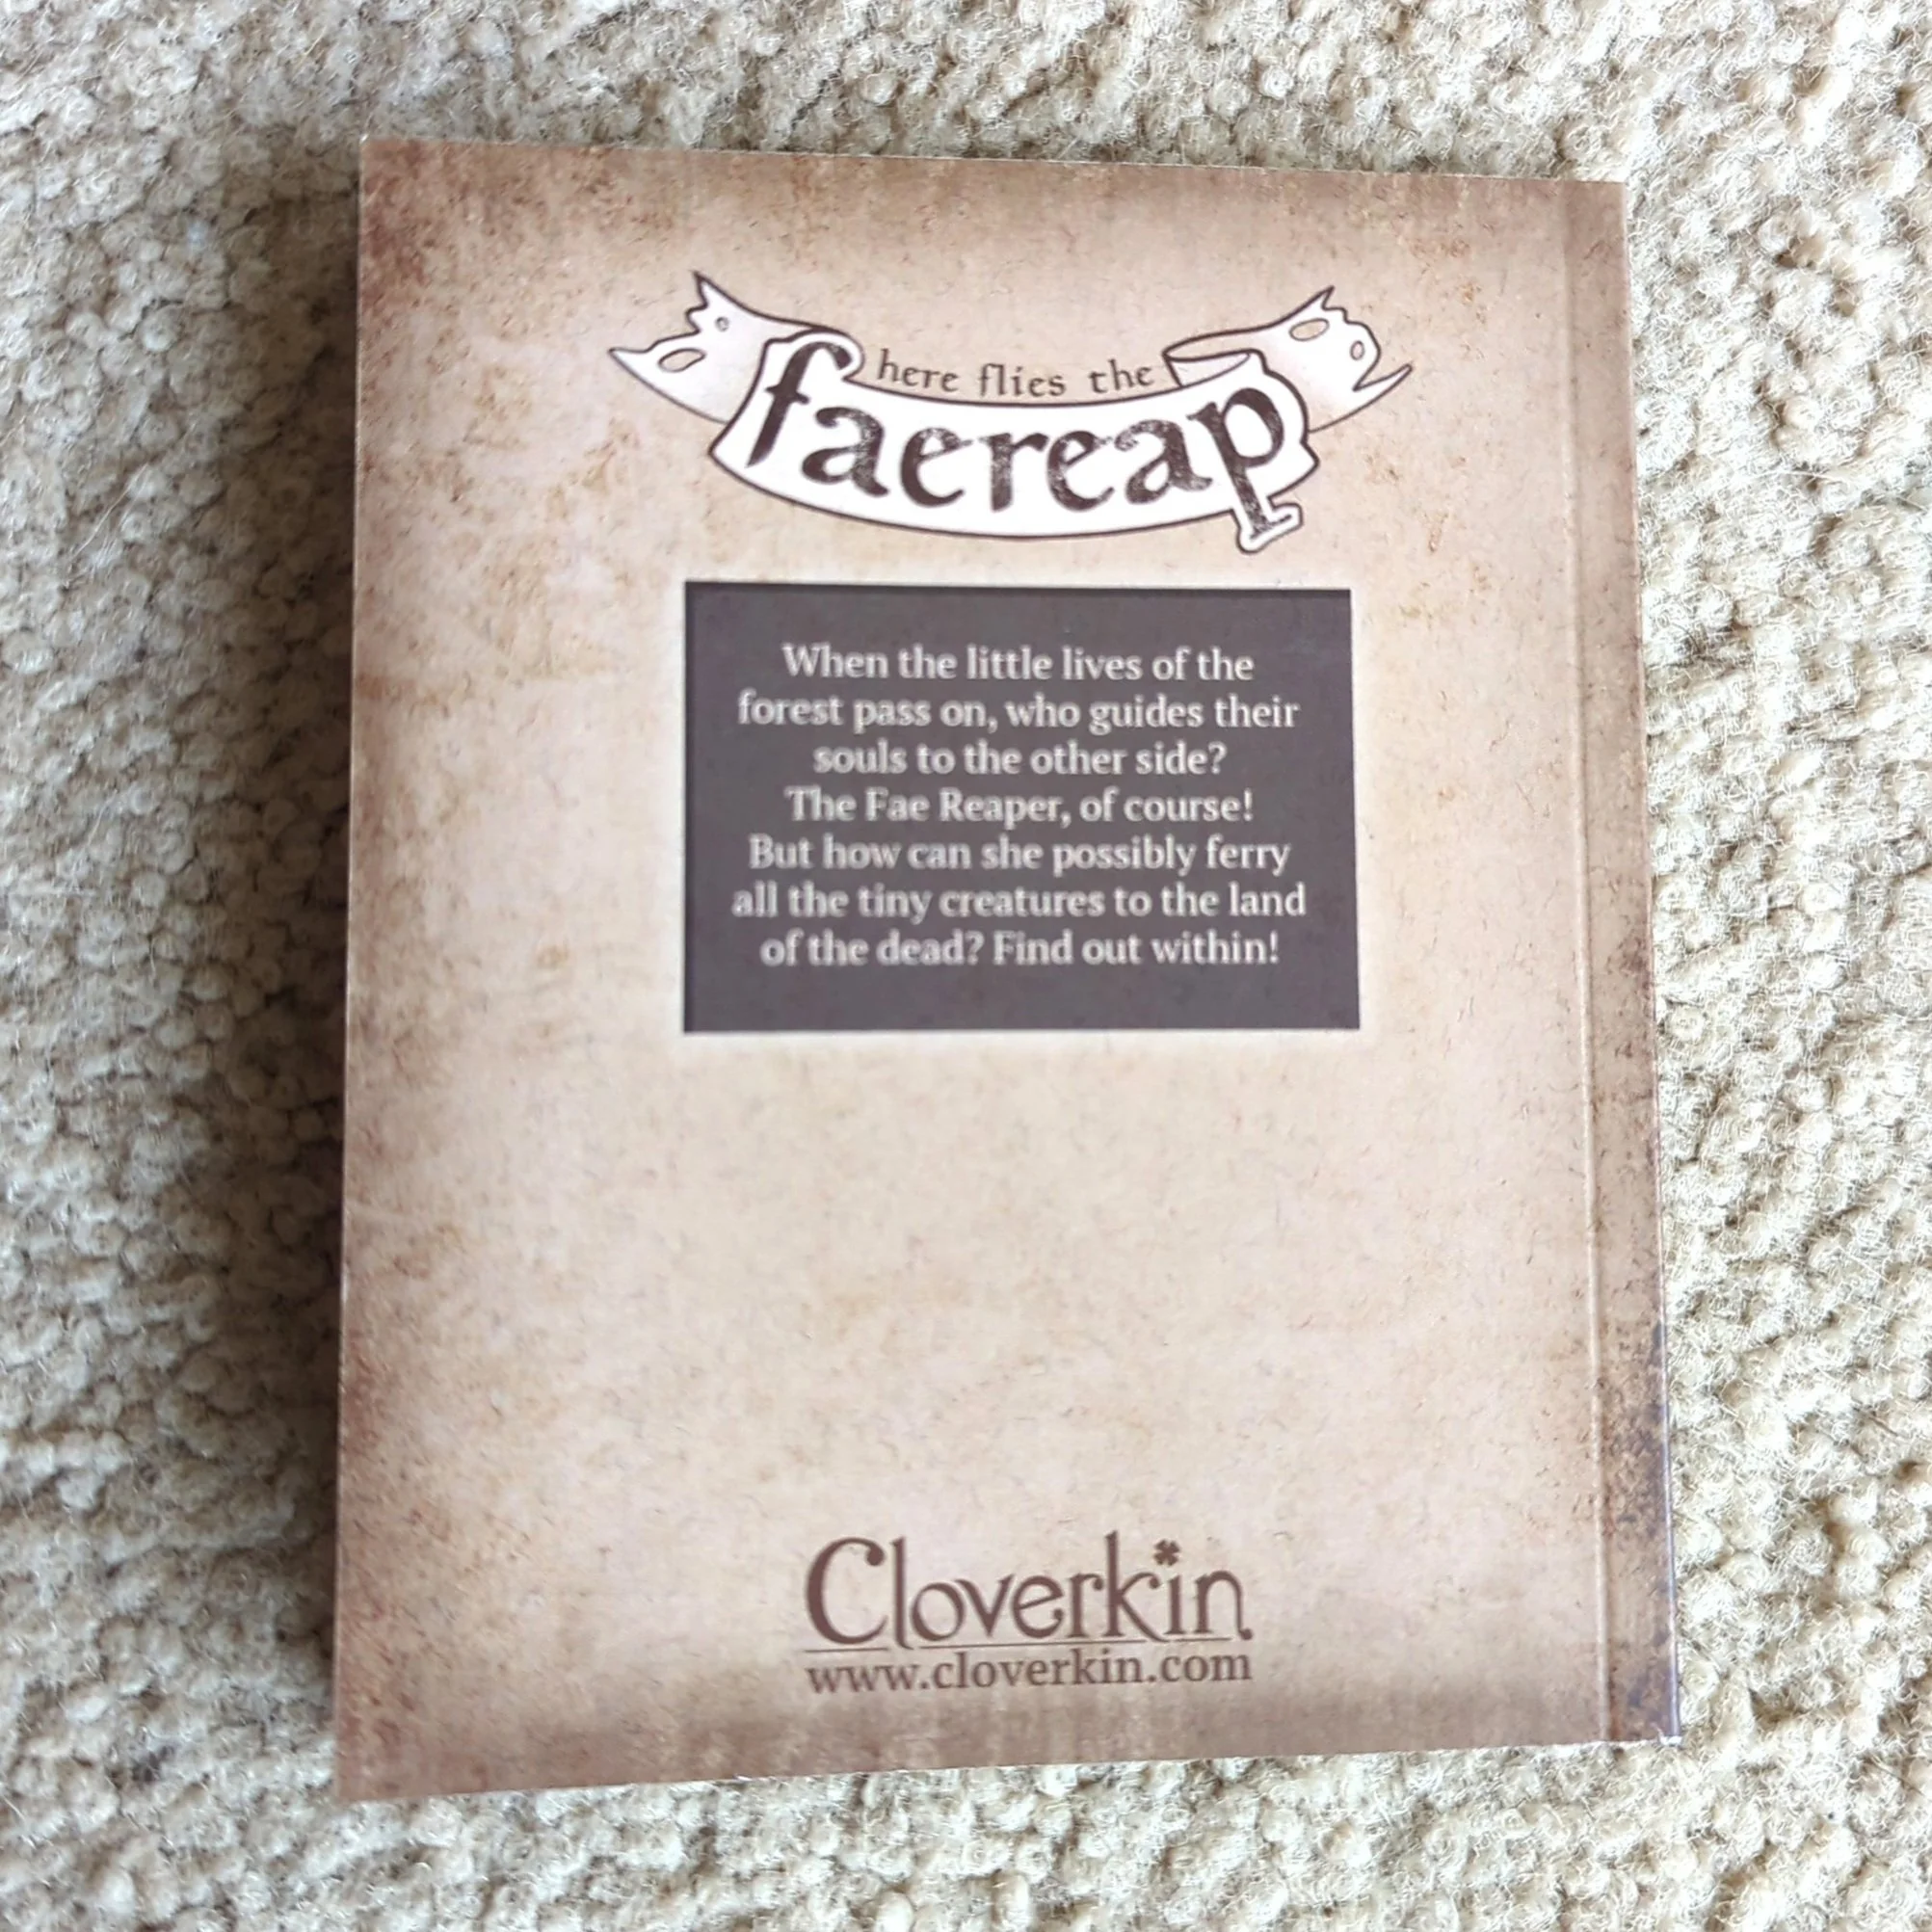 here flies the
faereap
When the little lives of the
forest pass on, who guides their
souls to the other side?
The Fae Reaper, of course!
But how can she possibly ferry
all the tiny creatures to the land
of the dead? Find out within!
Cloverkin
www.cloverkin.com